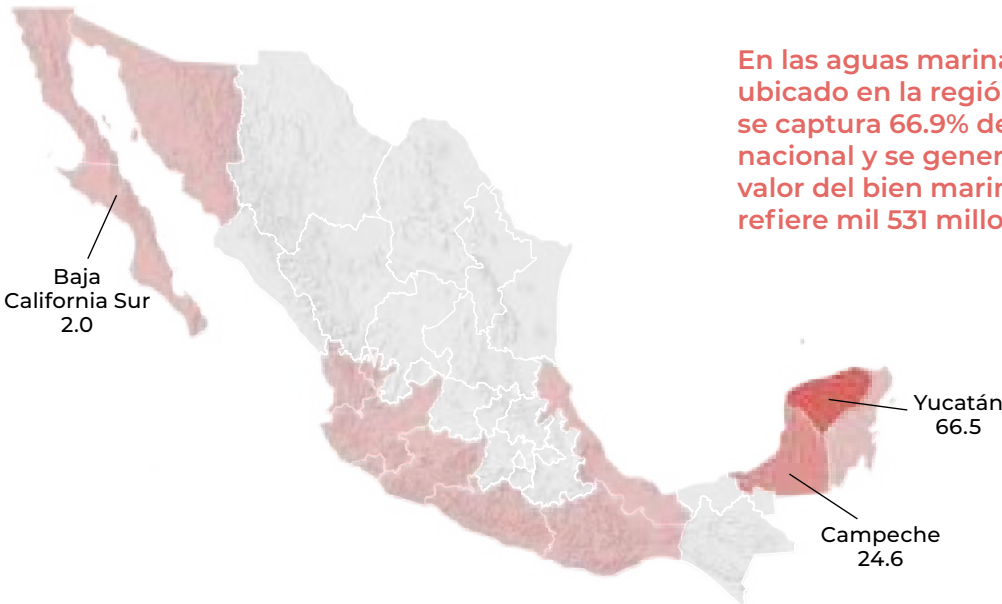 En las aguas marina
ubicado en la región
se captura 66.9% de
nacional y se gener
valor del bien marin
refiere mil 531 millo
Baja
California Sur
2.0
Yucatán
66.5
Campeche
24.6